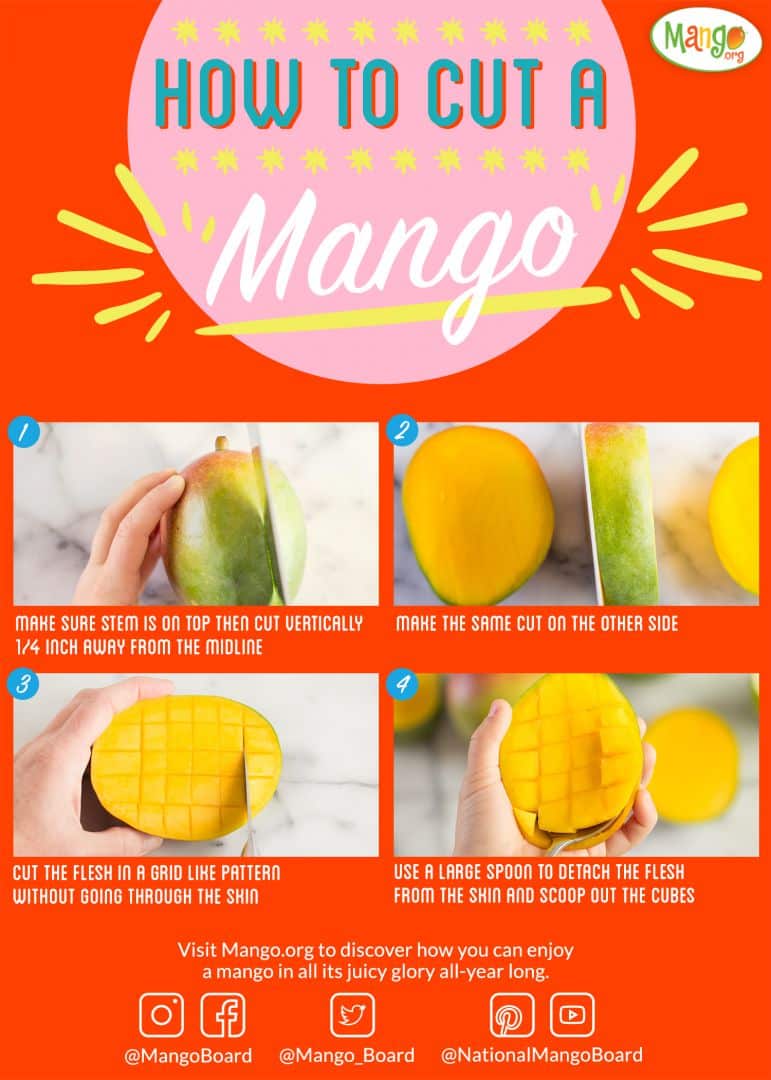 Mango.org
HOW TO CUT A
Mango
1
2
MAKE SURE STEM IS ON TOP THEN CUT VERTICALLY
1/4 INCH AWAY FROM THE MIDLINE
MAKE THE SAME CUT ON THE OTHER SIDE
3
4
CUT THE FLESH IN A GRID LIKE PATTERN
WITHOUT GOING THROUGH THE SKIN
USE A LARGE SPOON TO DETACH THE FLESH
FROM THE SKIN AND SCOOP OUT THE CUBES
Visit Mango.org to discover how you can enjoy
a mango in all its juicy glory all-year long.
@MangoBoard
@Mango_Board
@NationalMangoBoard